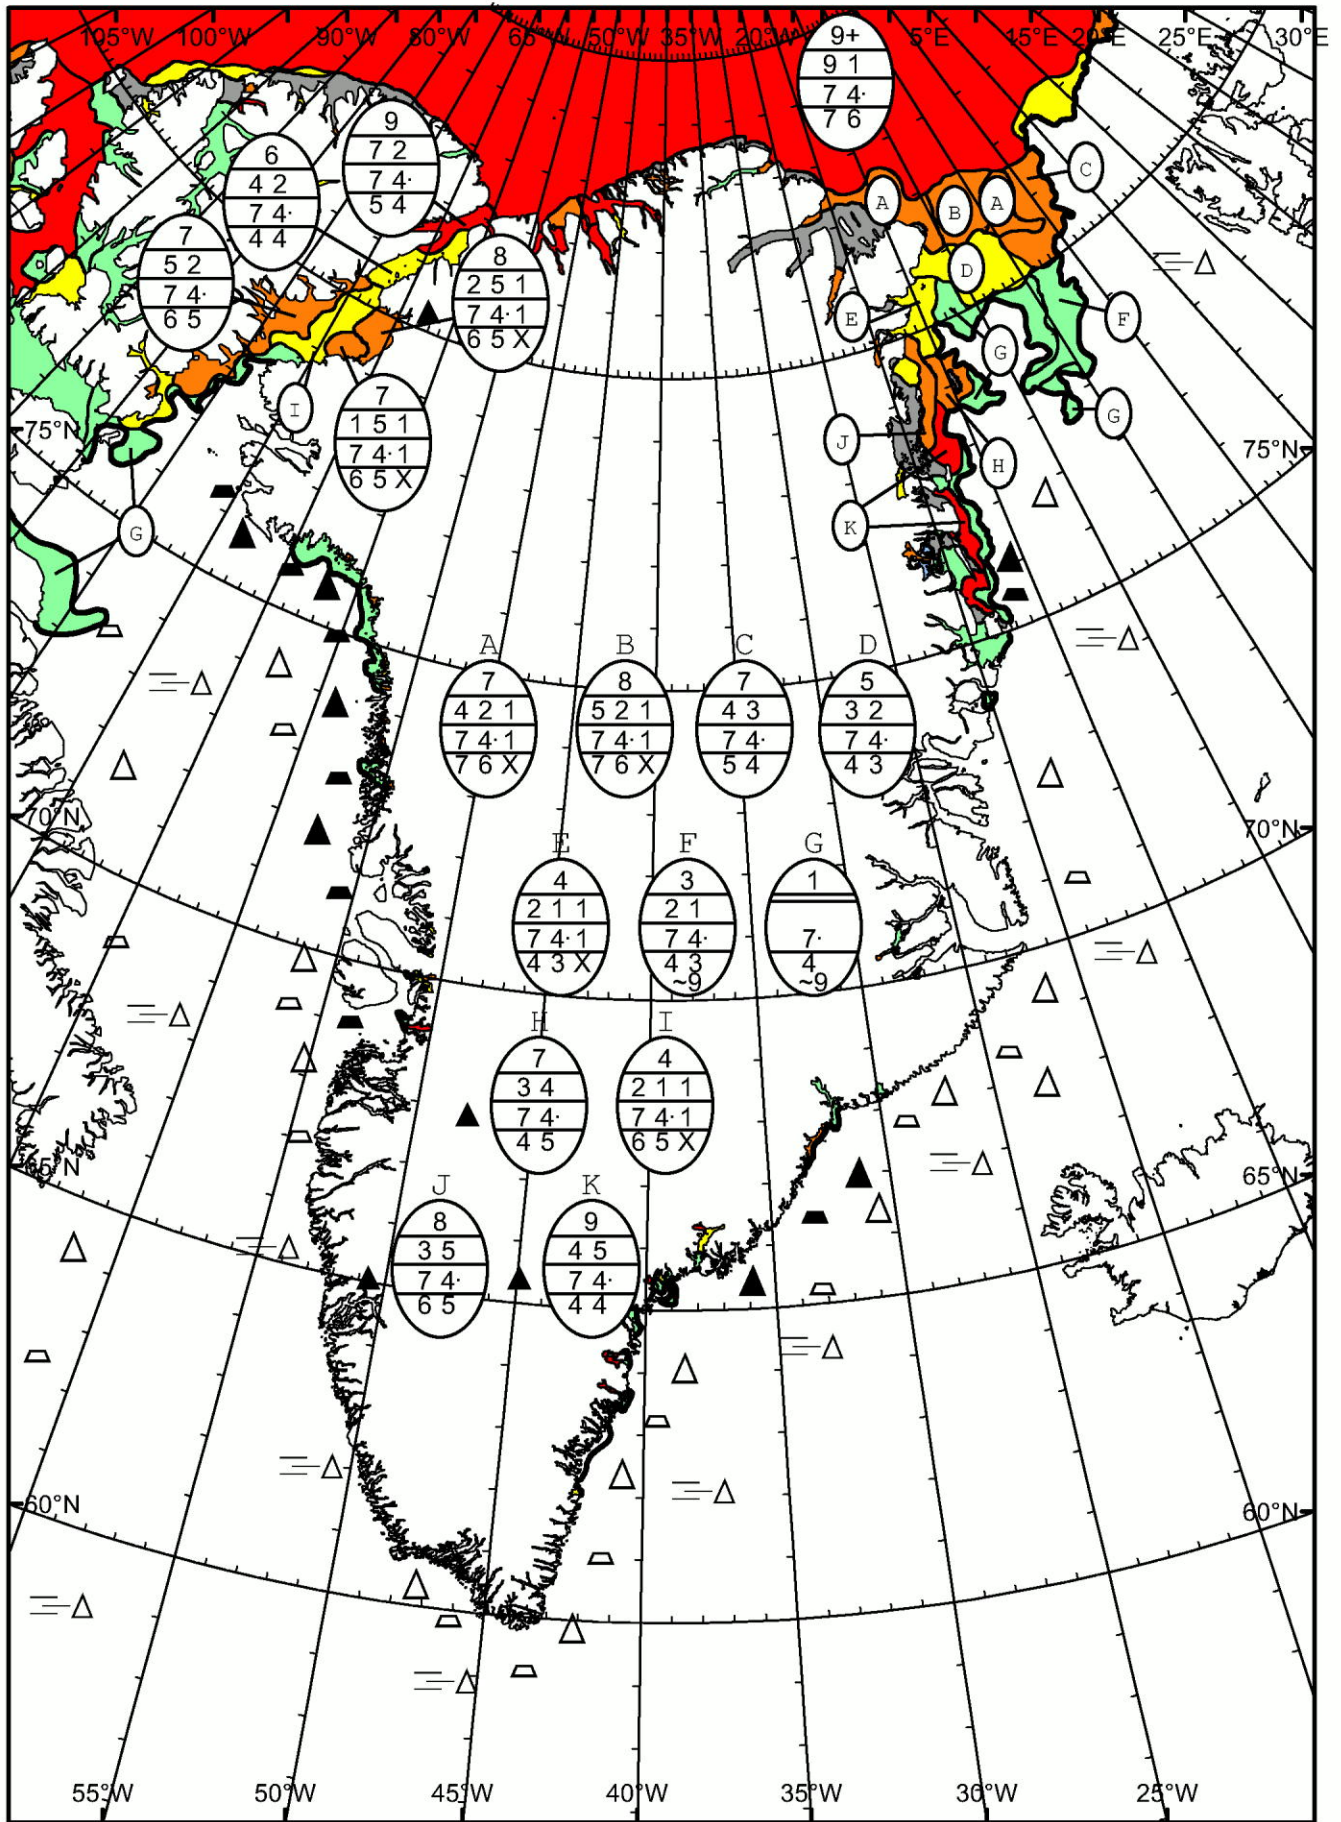 105°W 100°W 90°W 80°W 65°W 50°W 35°W 20°W 5°E 15°E 20°E 25°E 30°E
9+
9 1
7 4·
7 6
9
7 2
7 4·
5 4
6
4 2
7 4·
4 4
7
5 2
7 4·
6 5
8
2 5 1
7 4·1
6 5 X
7
1 5 1
7 4·1
6 5 X
A
B
A
C
D
E
F
G
G
I
J
H
K
G
75°N
75°N
A
7
4 2 1
7 4·1
7 6 X
B
8
5 2 1
7 4·1
7 6 X
C
7
4 3
7 4·
5 4
D
5
3 2
7 4·
4 3
70°N
70°N
E
4
2 1 1
7 4·1
4 3 X
F
3
2 1
7 4·
4 3
~9
G
1
7·
4
~9
H
7
3 4
7 4·
4 5
I
4
2 1 1
7 4·1
6 5 X
65°N
65°N
J
8
3 5
7 4·
6 5
K
9
4 5
7 4·
4 4
60°N
60°N
55°W 50°W 45°W 40°W 35°W 30°W 25°W